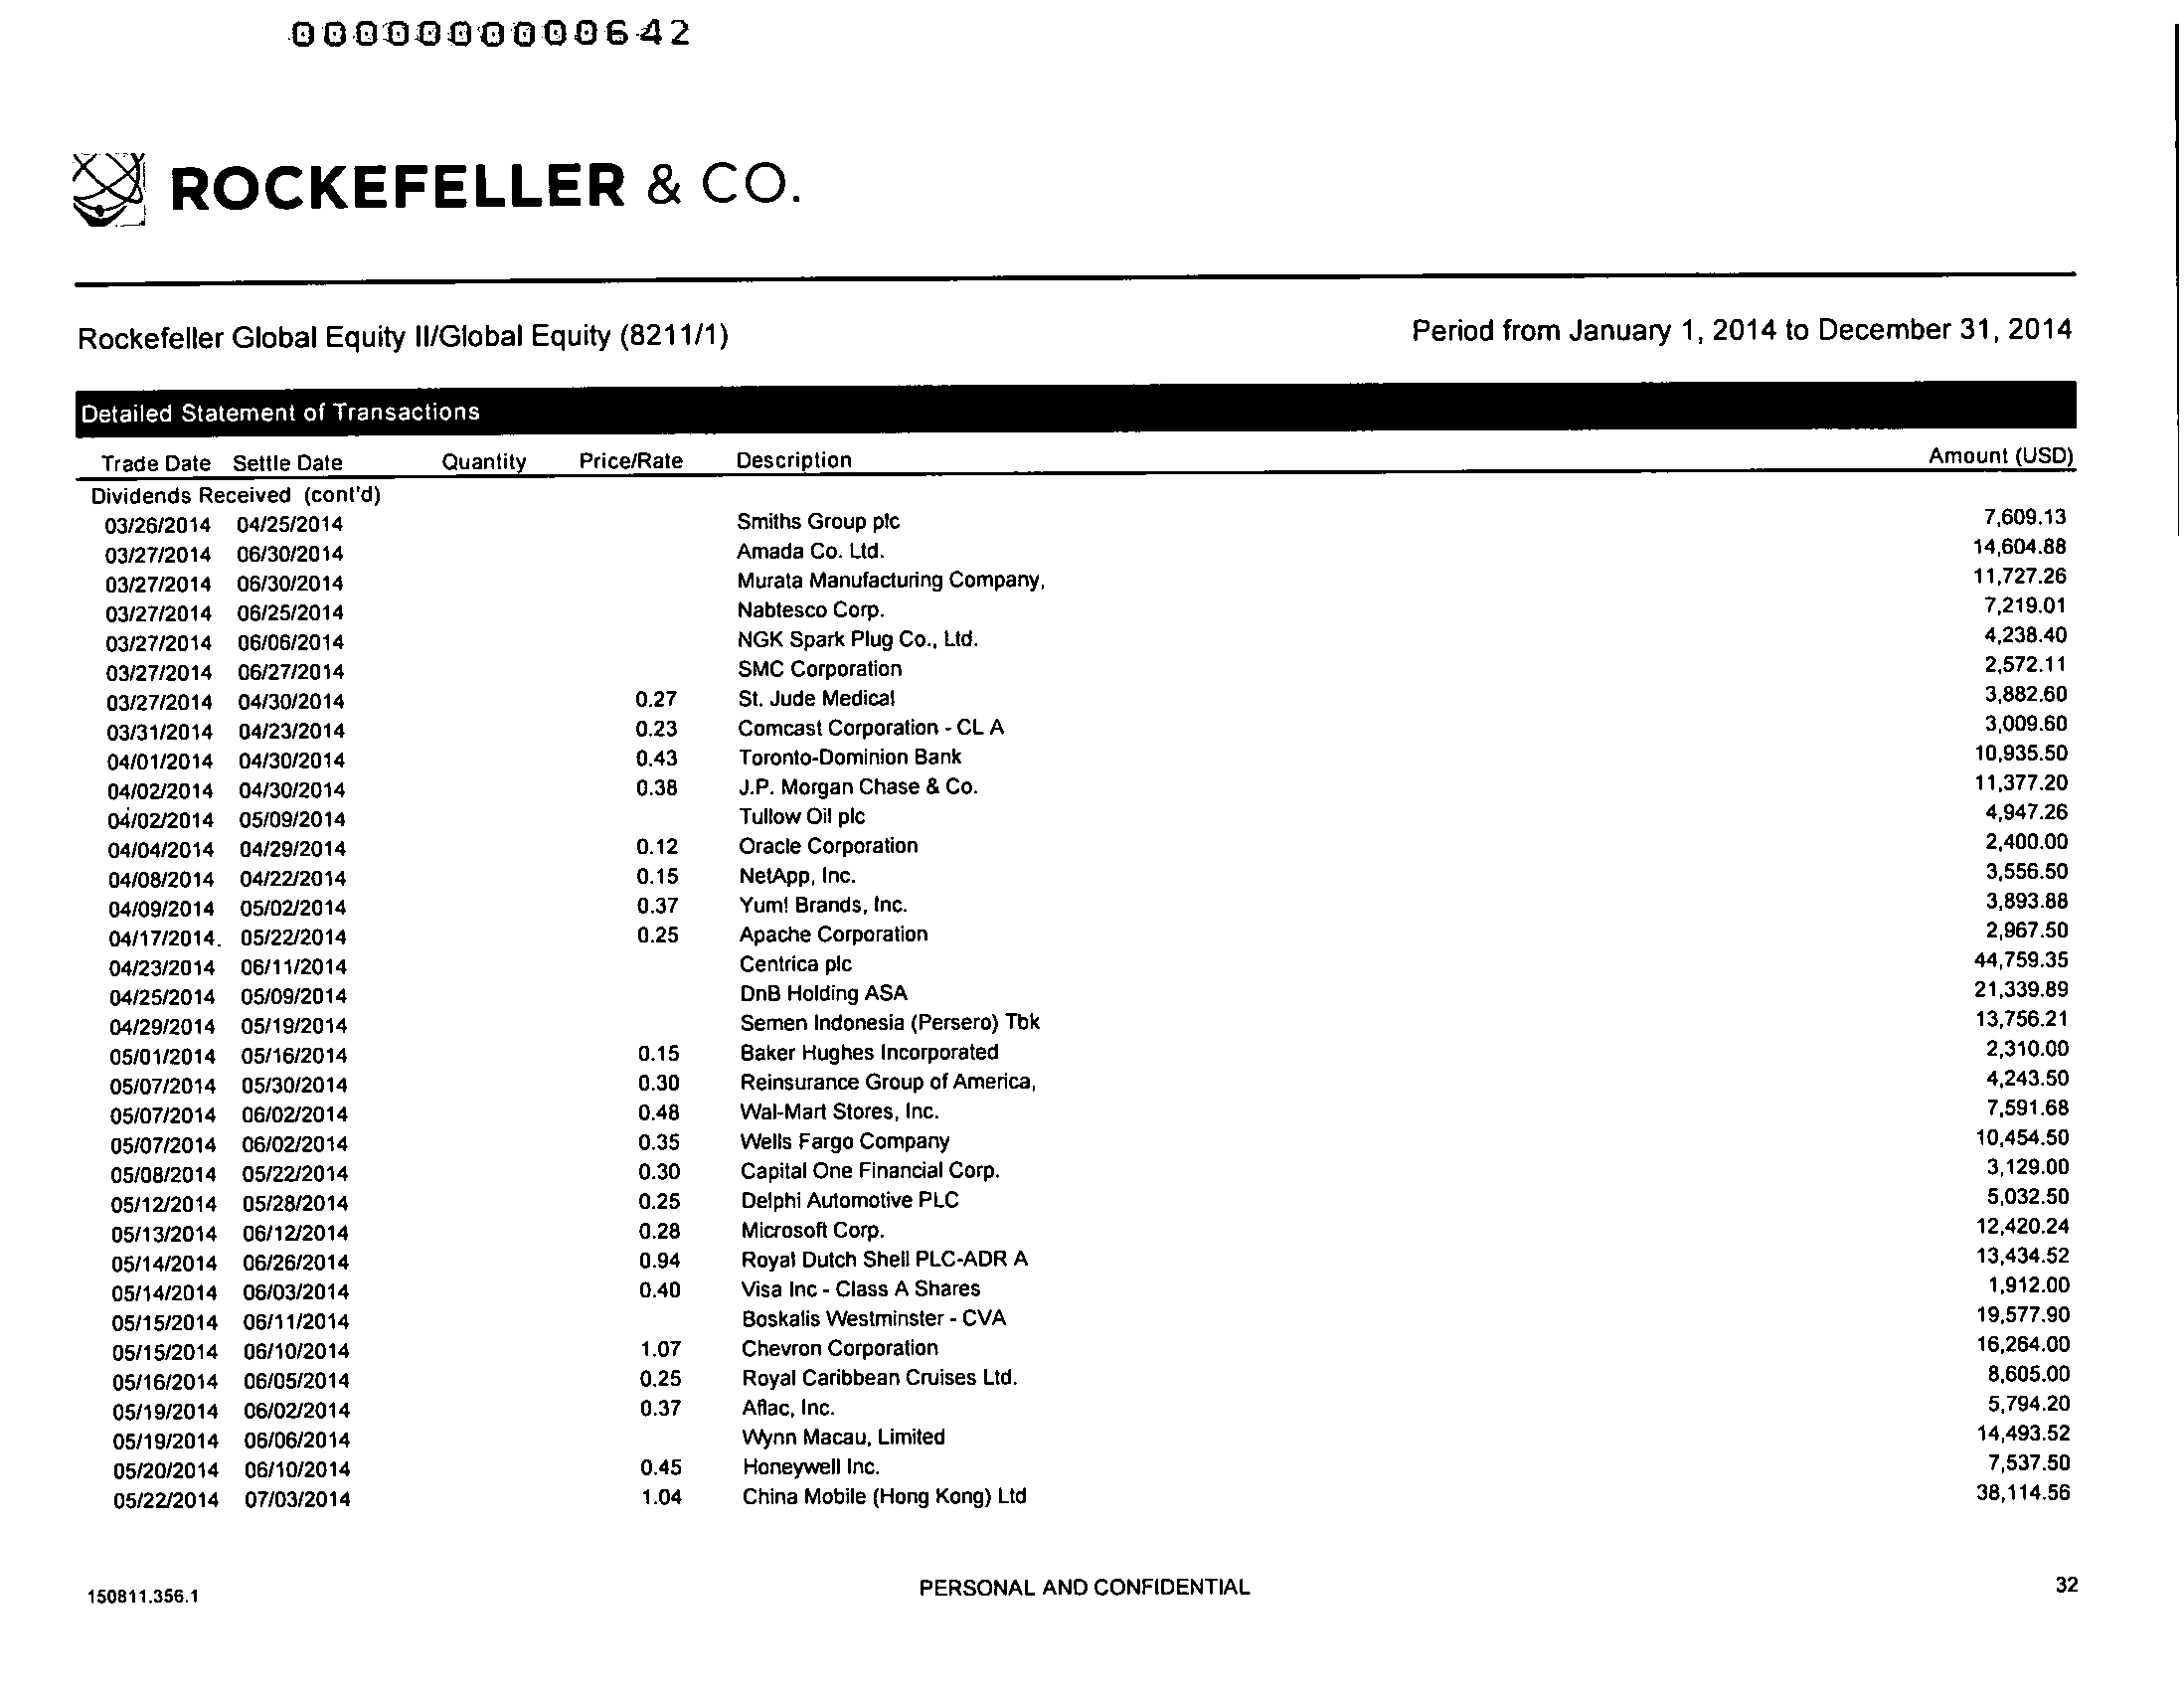 0000000000642
ROCKEFELLER & CO.
Rockefeller Global Equity II/Global Equity (8211/1) Period from January 1, 2014 to December 31, 2014
Detailed Statement of Transactions
Trade Date Settle Date Quantity Price/Rate Description Amount (USD)
Dividends Received (cont'd)
03/26/2014 04/25/2014 Smiths Group plc 7,609.13
03/27/2014 06/30/2014 Amada Co. Ltd. 14,604.88
03/27/2014 06/30/2014 Murata Manufacturing Company, 11,727.26
03/27/2014 06/25/2014 Nabtesco Corp. 7,219.01
03/27/2014 06/06/2014 NGK Spark Plug Co., Ltd. 4,238.40
03/27/2014 06/27/2014 SMC Corporation 2,572.11
03/27/2014 04/30/2014 0.27 St. Jude Medical 3,882.60
03/31/2014 04/23/2014 0.23 Comcast Corporation - CL A 3,009.60
04/01/2014 04/30/2014 0.43 Toronto-Dominion Bank 10,935.50
04/02/2014 04/30/2014 0.38 J.P. Morgan Chase & Co. 11,377.20
04/02/2014 05/09/2014 Tullow Oil plc 4,947.26
04/04/2014 04/29/2014 0.12 Oracle Corporation 2,400.00
04/08/2014 04/22/2014 0.15 NetApp, Inc. 3,556.50
04/09/2014 05/02/2014 0.37 Yum! Brands, Inc. 3,893.88
04/17/2014. 05/22/2014 0.25 Apache Corporation 2,967.50
04/23/2014 06/11/2014 Centrica plc 44,759.35
04/25/2014 05/09/2014 DnB Holding ASA 21,339.89
04/29/2014 05/19/2014 Semen Indonesia (Persero) Tbk 13,756.21
05/01/2014 05/16/2014 0.15 Baker Hughes Incorporated 2,310.00
05/07/2014 05/30/2014 0.30 Reinsurance Group of America, 4,243.50
05/07/2014 06/02/2014 0.48 Wal-Mart Stores, Inc. 7,591.68
05/07/2014 06/02/2014 0.35 Wells Fargo Company 10,454.50
05/08/2014 05/22/2014 0.30 Capital One Financial Corp. 3,129.00
05/12/2014 05/28/2014 0.25 Delphi Automotive PLC 5,032.50
05/13/2014 06/12/2014 0.28 Microsoft Corp. 12,420.24
05/14/2014 06/26/2014 0.94 Royal Dutch Shell PLC-ADR A 13,434.52
05/14/2014 06/03/2014 0.40 Visa Inc - Class A Shares 1,912.00
05/15/2014 06/11/2014 Boskalis Westminster - CVA 19,577.90
05/15/2014 06/10/2014 1.07 Chevron Corporation 16,264.00
05/16/2014 06/05/2014 0.25 Royal Caribbean Cruises Ltd. 8,605.00
05/19/2014 06/02/2014 0.37 Aflac, Inc. 5,794.20
05/19/2014 06/06/2014 Wynn Macau, Limited 14,493.52
05/20/2014 06/10/2014 0.45 Honeywell Inc. 7,537.50
05/22/2014 07/03/2014 1.04 China Mobile (Hong Kong) Ltd 38,114.56
150811.356.1 PERSONAL AND CONFIDENTIAL 32